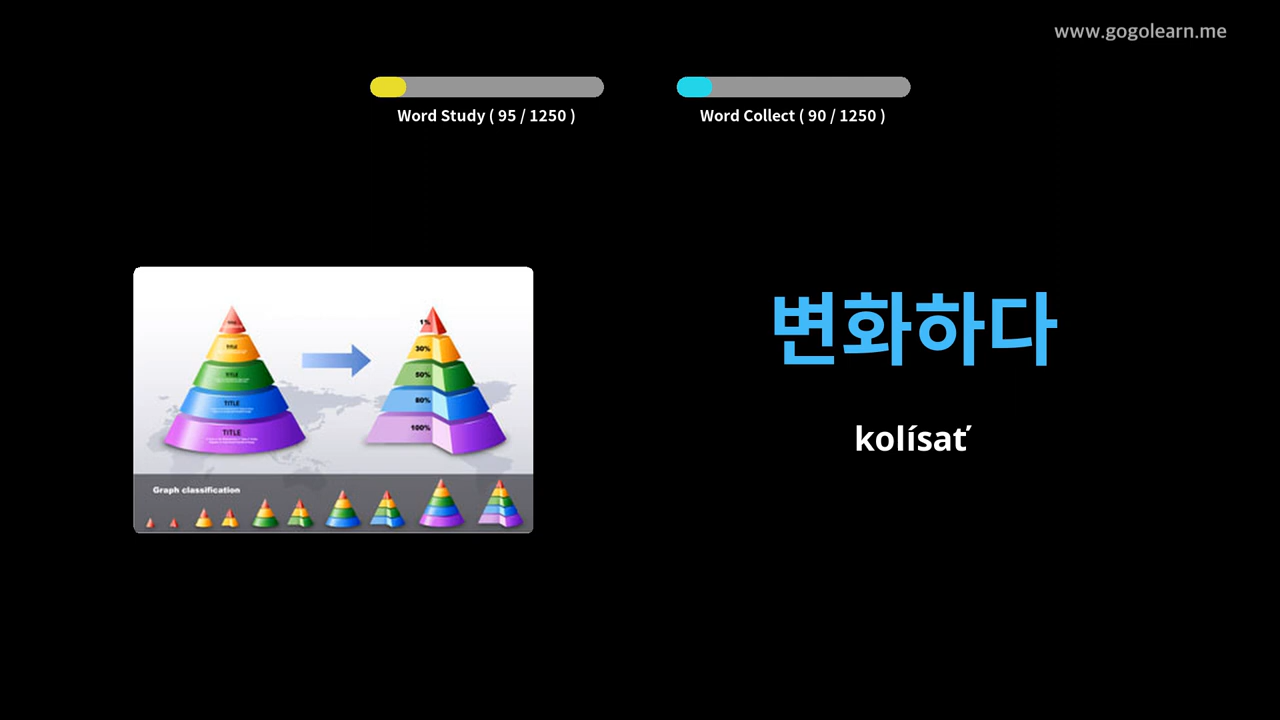 www.gogolearn.me
Word Study ( 95 / 1250 )
Word Collect ( 90 / 1250 )
변화하다
kolísať
TITLE
TITLE
TITLE
TITLE
1%
30%
50%
80%
100%
Graph classification